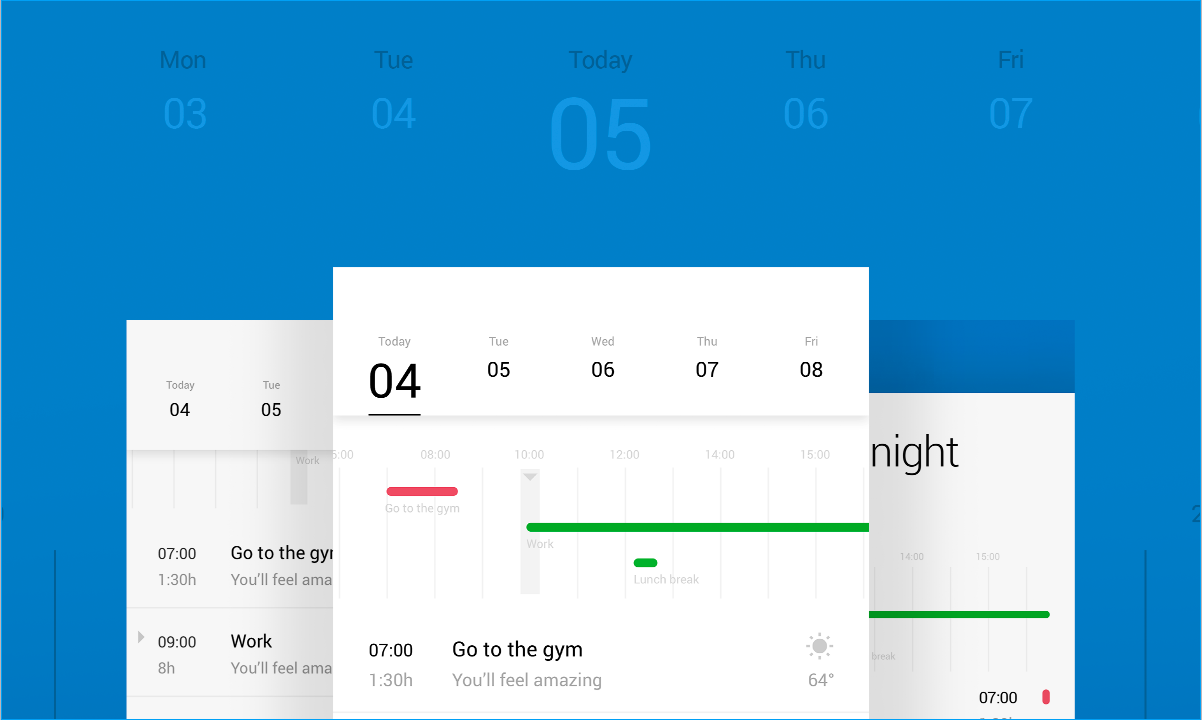 Mon Tue Today Thu Fri
03 04 05 06 07
Today Tue Wed Thu Fri
04 05 06 07 08
Today Tue
04 05
Work
07:00 Go to the gyr
1:30h You'll feel ama
09:00 Work
8h You'll feel ama
5:00 08:00 10:00 12:00 14:00 15:00
Go to the gym
Work
Lunch break
07:00 Go to the gym
1:30h You'll feel amazing 64°
night
14:00 15:00
break
07:00
2